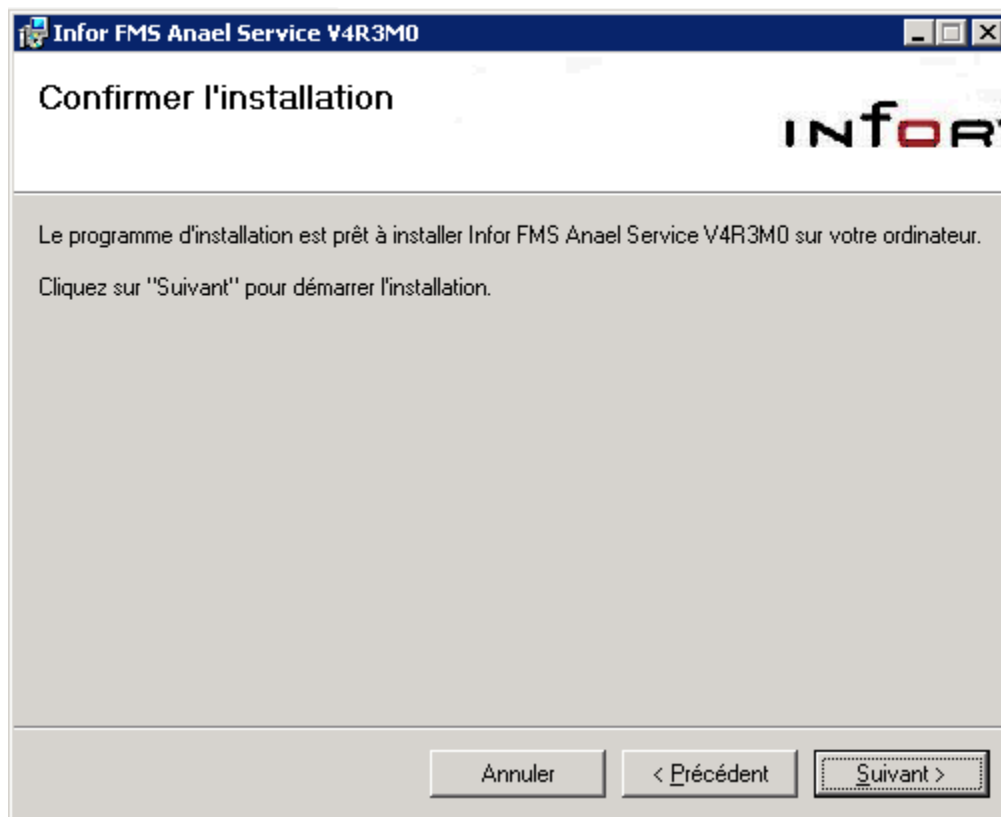 Infor FMS Anael Service V4R3M0
Confirmer l'installation
INfOR
Le programme d'installation est prêt à installer Infor FMS Anael Service V4R3M0 sur votre ordinateur.
Cliquez sur "Suivant" pour démarrer l'installation.
Annuler
< Précédent
Suivant >